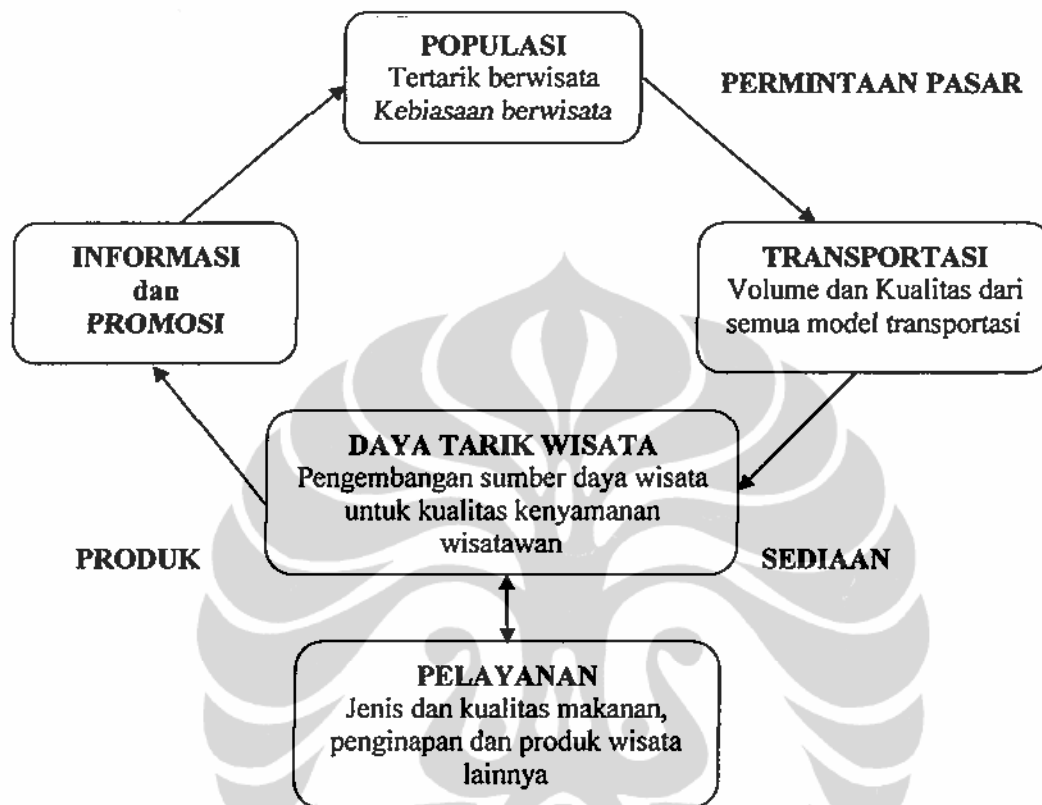 POPULASI
Tertarik berwisata
Kebiasaan berwisata
PERMINTAAN PASAR
INFORMASI
dan
PROMOSI
TRANSPORTASI
Volume dan Kualitas dari
semua model transportasi
DAYA TARIK WISATA
Pengembangan sumber daya wisata
untuk kualitas kenyamanan
wisatawan
PRODUK
SEDIAAN
PELAYANAN
Jenis dan kualitas makanan,
penginapan dan produk wisata
lainnya